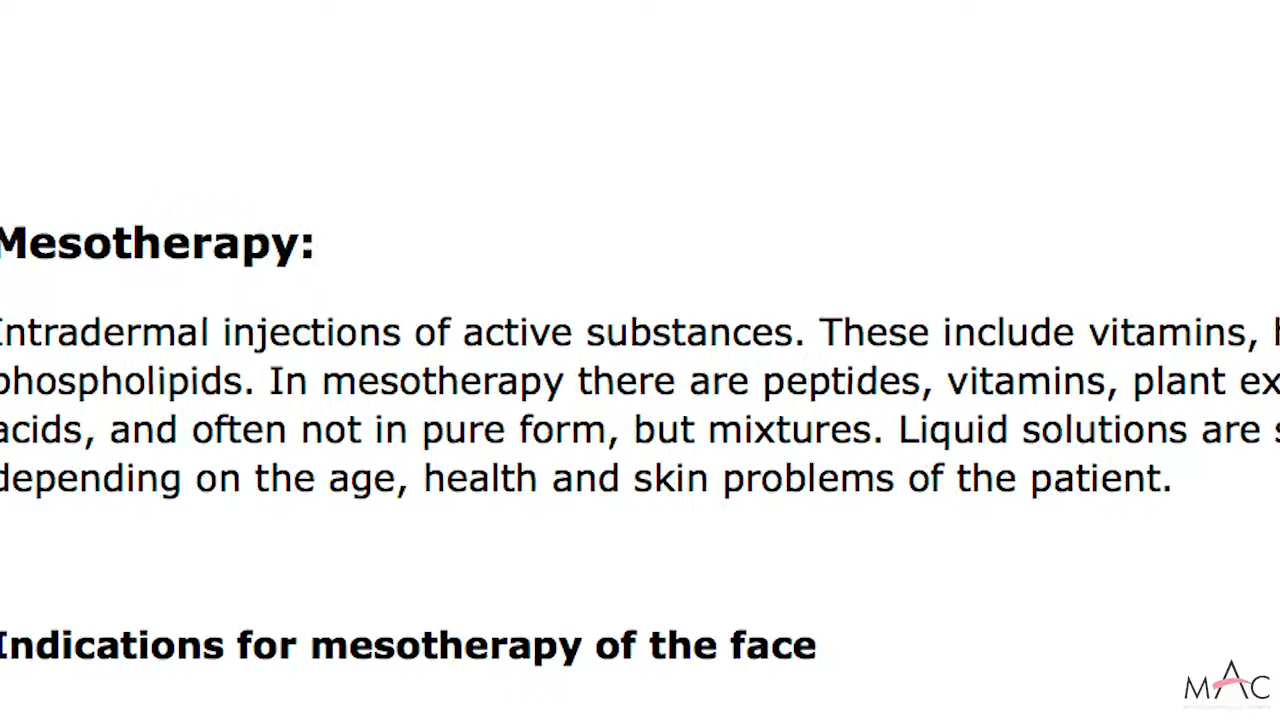 Mesotherapy:
Intradermal injections of active substances. These include vitamins,
phospholipids. In mesotherapy there are peptides, vitamins, plant
acids, and often not in pure form, but mixtures. Liquid solutions are
depending on the age, health and skin problems of the patient.
Indications for mesotherapy of the face
MAC